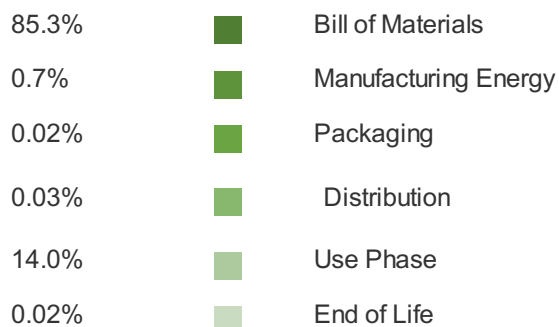 85.3% Bill of Materials
0.7% Manufacturing Energy
0.02% Packaging
0.03% Distribution
14.0% Use Phase
0.02% End of Life